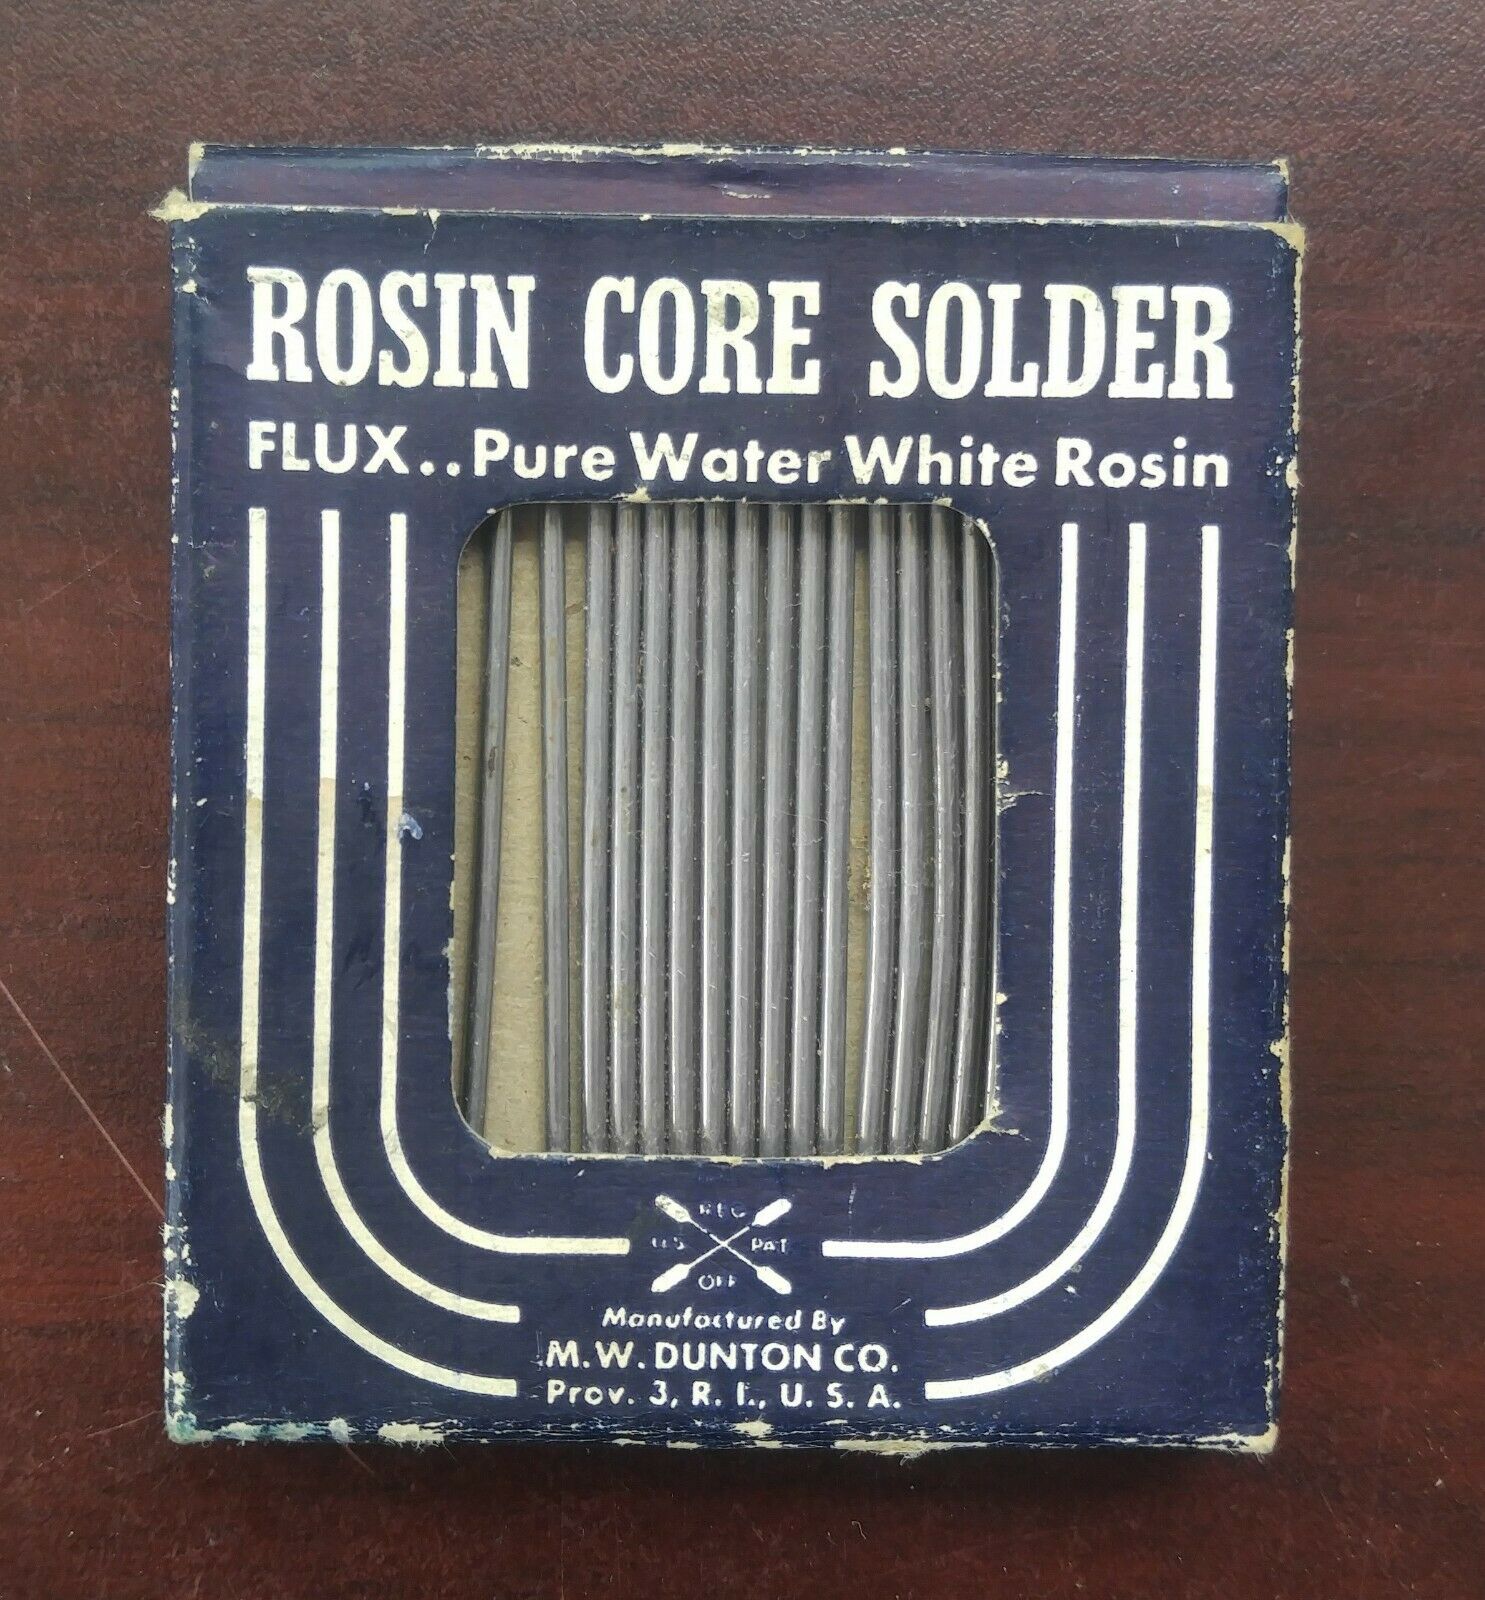 ROSIN CORE SOLDER
FLUX..Pure Water White Rosin
REG
U.S. PAT
OFF
Manufactured By
M.W. DUNTON CO.
Prov. 3, R. I., U. S. A.